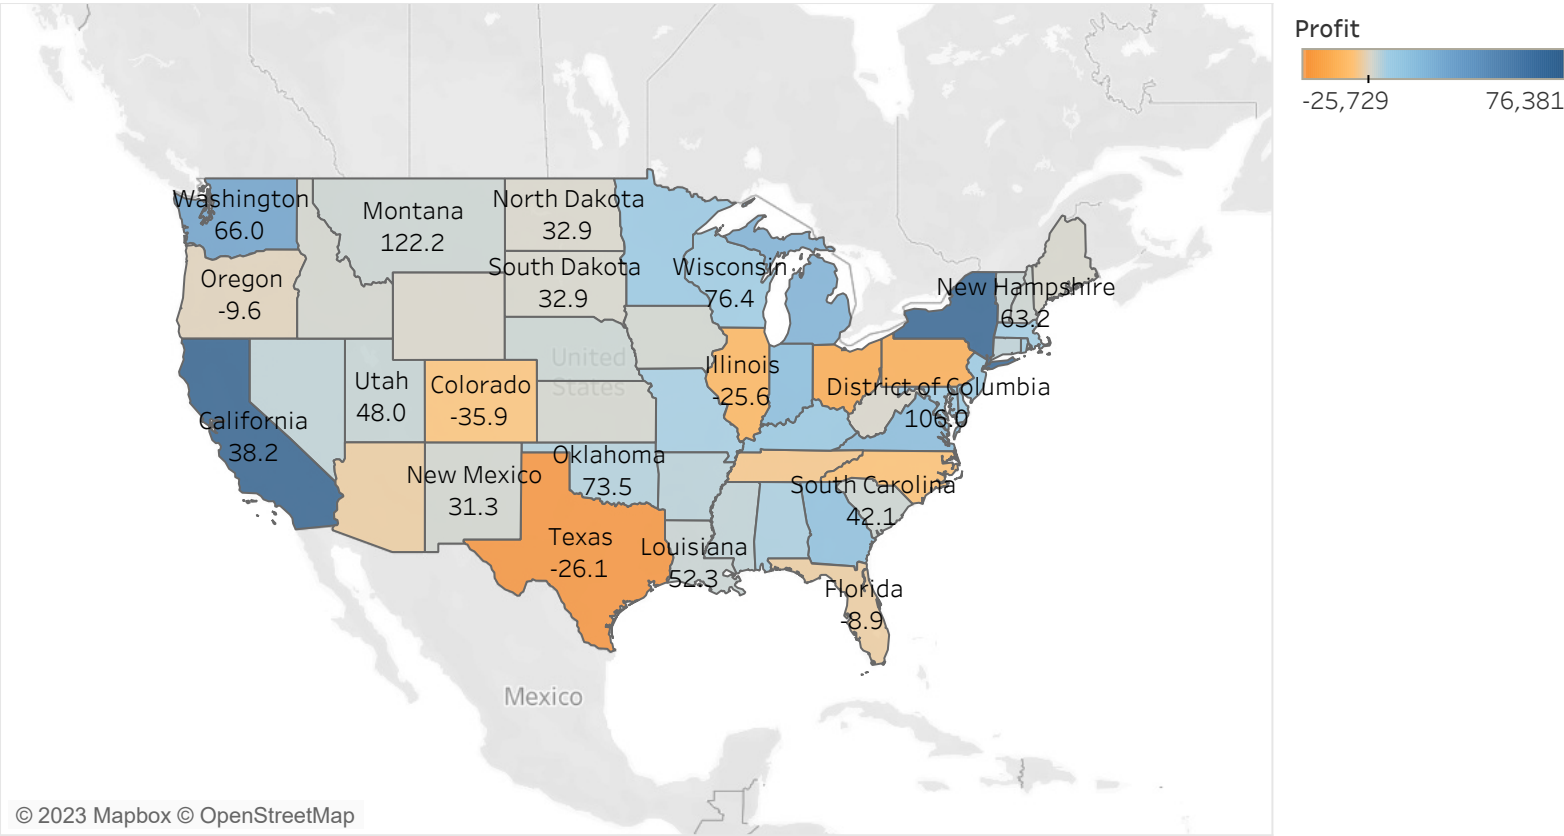 Profit
-25,729 76,381
Washington
66.0
Montana
122.2
North Dakota
32.9
Oregon
-9.6
South Dakota
32.9
Wisconsin
76.4
New Hampshire
63.2
United
States
Illinois
-25.6
Utah
48.0
Colorado
-35.9
District of Columbia
106.0
California
38.2
Oklahoma
73.5
New Mexico
31.3
South Carolina
42.1
Texas
-26.1
Louisiana
52.3
Florida
-8.9
Mexico
© 2023 Mapbox © OpenStreetMap